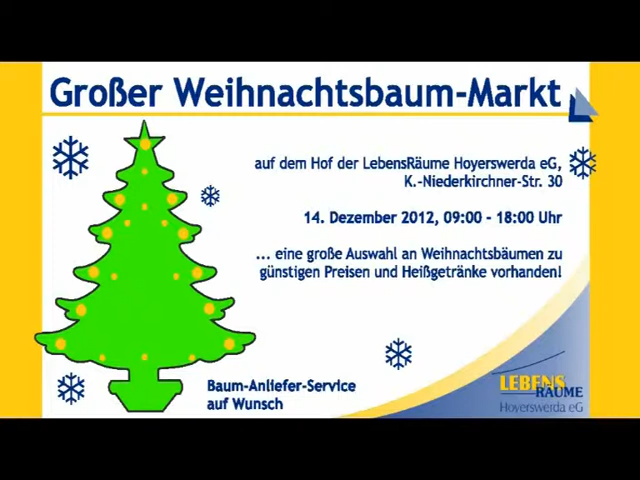 Großer Weihnachtsbaum-Markt
auf dem Hof der LebensRäume Hoyerswerda eG,
K.-Niederkirchner-Str. 30
14. Dezember 2012, 09:00 - 18:00 Uhr
... eine große Auswahl an Weihnachtsbäumen zu
günstigen Preisen und Heißgetränke vorhanden!
Baum-Anliefer-Service
auf Wunsch
LEBENS
RÄUME
Hoyerswerda eG